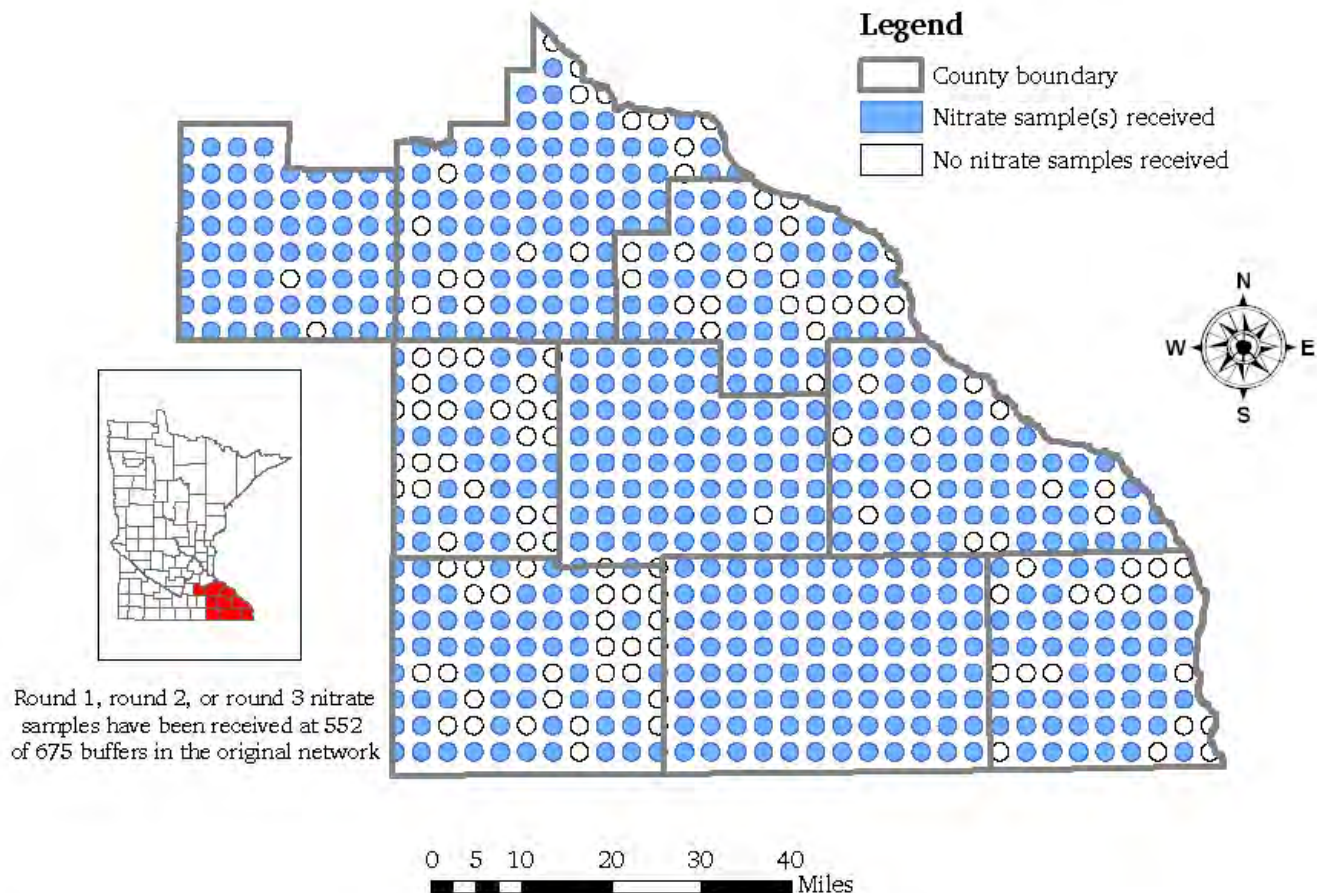 Legend
County boundary
Nitrate sample(s) received
No nitrate samples received
N
W
E
S
Round 1, round 2, or round 3 nitrate
samples have been received at 552
of 675 buffers in the original network
0 5 10 20 30 40
Miles